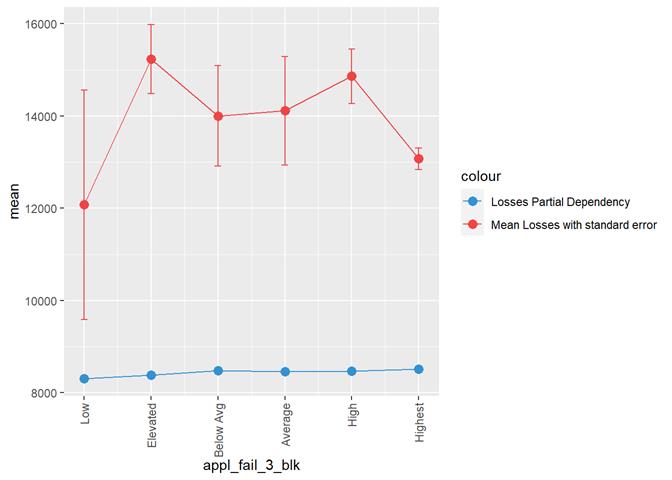 16000
14000
12000
10000
8000
mean
Low
Elevated
Below Avg
Average
High
Highest
appl_fail_3_blk
colour
Losses Partial Dependency
Mean Losses with standard error